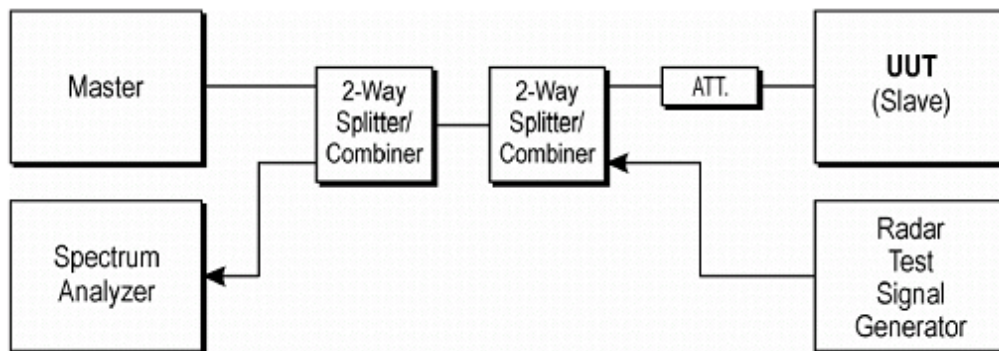 Master
2-Way
Splitter/
Combiner
2-Way
Splitter/
Combiner
ATT.
UUT
(Slave)
Spectrum
Analyzer
Radar
Test
Signal
Generator